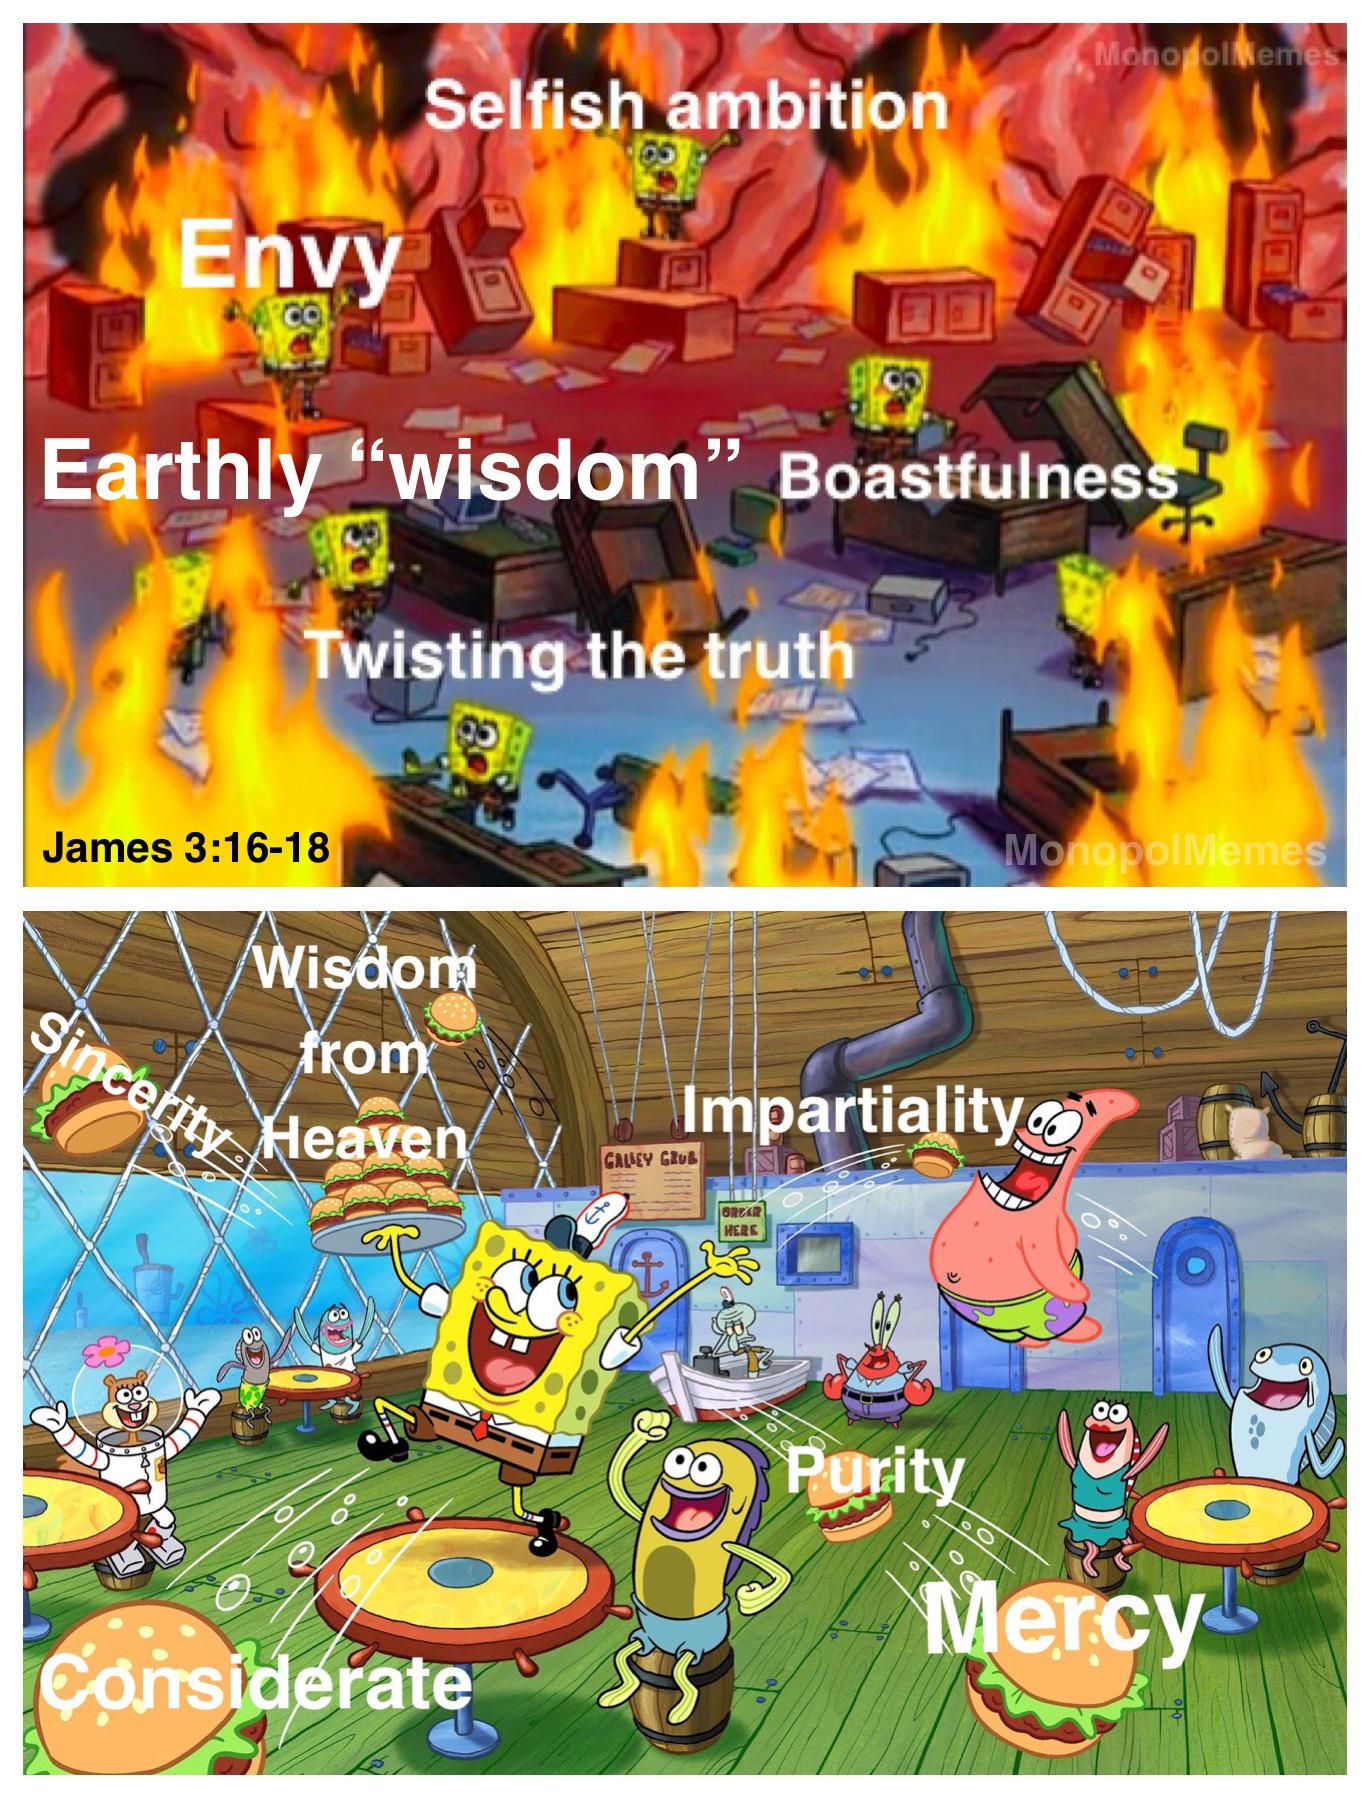 MonopolMemes
Selfish ambition
Envy
Earthly “wisdom”
Boastfulness
Twisting the truth
James 3:16-18
MonopolMemes
Wisdom
from
Heaven
Sincerity
Impartiality
GALLEY GRUB
ORDER
HERE
Purity
Mercy
Considerate